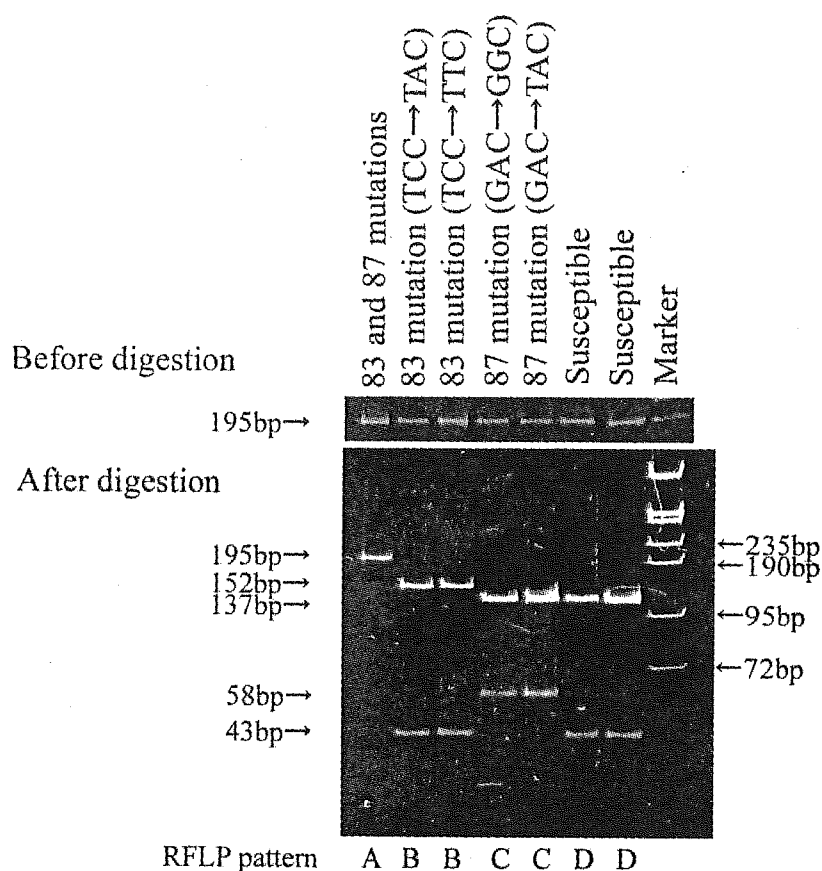 83 and 87 mutations
83 mutation (TCC→TAC)
83 mutation (TCC→TTC)
87 mutation (GAC→GGC)
87 mutation (GAC→TAC)
Susceptible
Susceptible
Marker
Before digestion
195bp→
After digestion
195bp→
152bp→
137bp→
58bp→
43bp→
←235bp
←190bp
←95bp
←72bp
RFLP pattern A B B C C D D